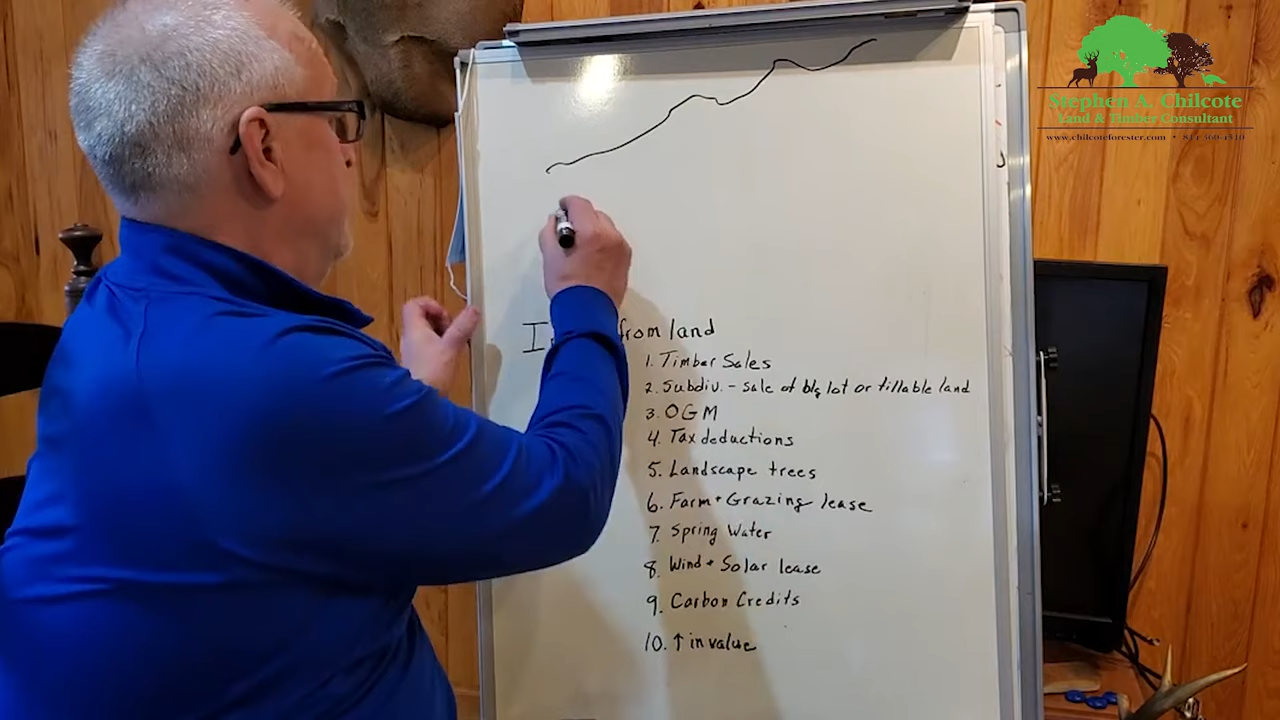 Stephen A. Chilcote
Land & Timber Consultant
www.chilcoteforester.com • 814-360-4510
from land
1. Timber Sales
2. Subdiv. - sale of blg lot or tillable land
3. OGM
4. Tax deductions
5. Landscape trees
6. Farm + Grazing lease
7. Spring Water
8. Wind + Solar lease
9. Carbon Credits
10. ↑ in value